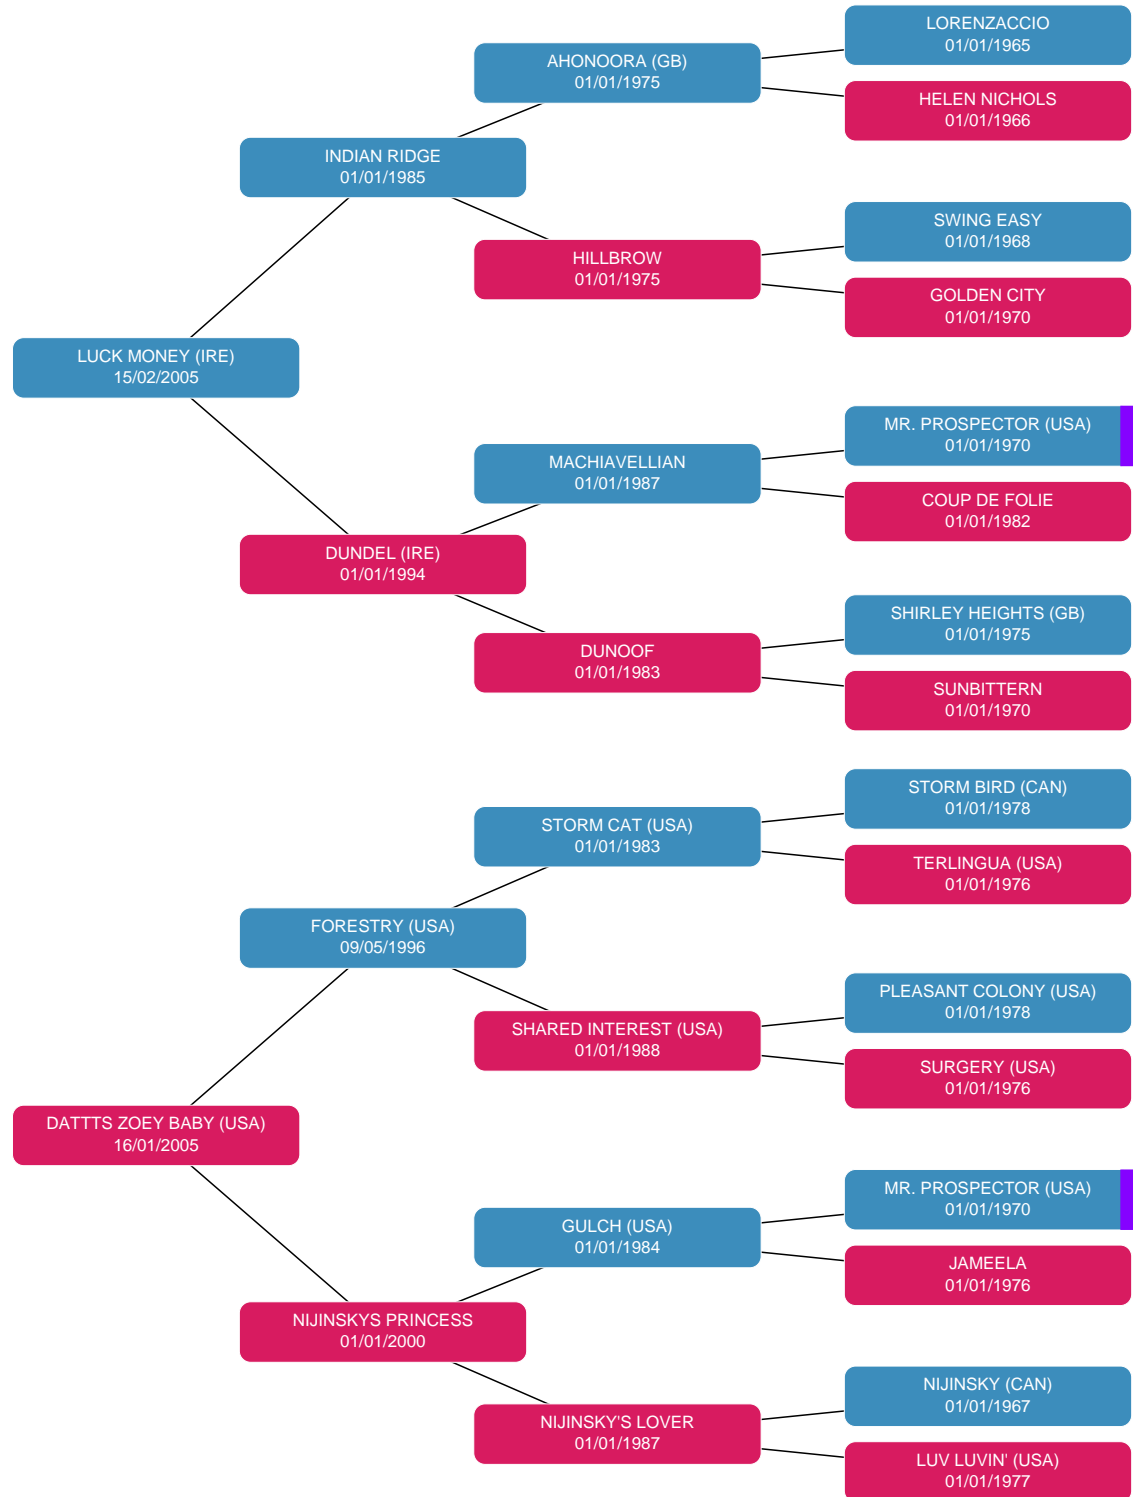 LORENZACCIO
01/01/1965
AHONOORA (GB)
01/01/1975
HELEN NICHOLS
01/01/1966
INDIAN RIDGE
01/01/1985
SWING EASY
01/01/1968
HILLBROW
01/01/1975
GOLDEN CITY
01/01/1970
LUCK MONEY (IRE)
15/02/2005
MR. PROSPECTOR (USA)
01/01/1970
MACHIAVELLIAN
01/01/1987
COUP DE FOLIE
01/01/1982
DUNDEL (IRE)
01/01/1994
SHIRLEY HEIGHTS (GB)
01/01/1975
DUNOOF
01/01/1983
SUNBITTERN
01/01/1970
STORM BIRD (CAN)
01/01/1978
STORM CAT (USA)
01/01/1983
TERLINGUA (USA)
01/01/1976
FORESTRY (USA)
09/05/1996
PLEASANT COLONY (USA)
01/01/1978
SHARED INTEREST (USA)
01/01/1988
SURGERY (USA)
01/01/1976
DATTTS ZOEY BABY (USA)
16/01/2005
MR. PROSPECTOR (USA)
01/01/1970
GULCH (USA)
01/01/1984
JAMEELA
01/01/1976
NIJINSKYS PRINCESS
01/01/2000
NIJINSKY (CAN)
01/01/1967
NIJINSKY'S LOVER
01/01/1987
LUV LUVIN' (USA)
01/01/1977